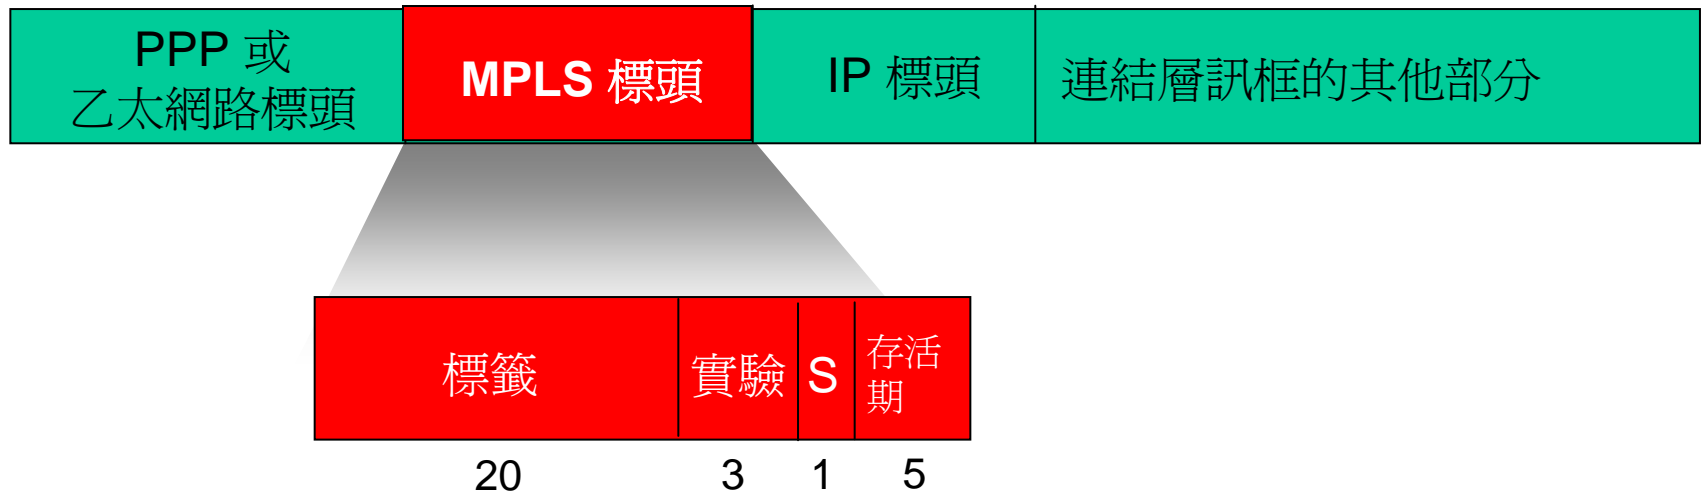 PPP 或
乙太網路標頭
MPLS 標頭
IP 標頭
連結層訊框的其他部分
標籤
實驗
S
存活
期
20
3
1
5